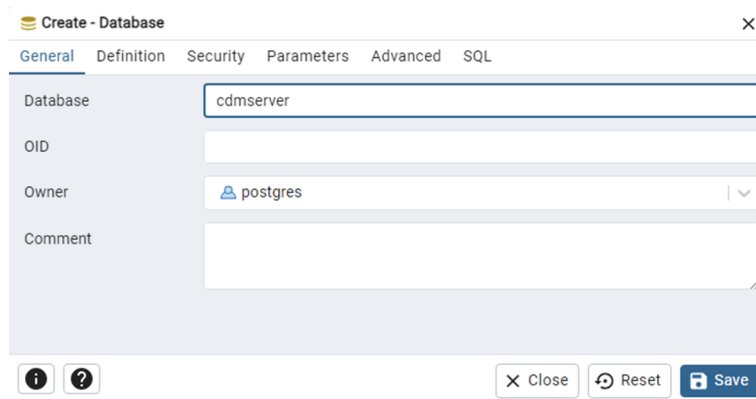 Create - Database
General Definition Security Parameters Advanced SQL
Database cdmserver
OID
Owner postgres
Comment
Close Reset Save